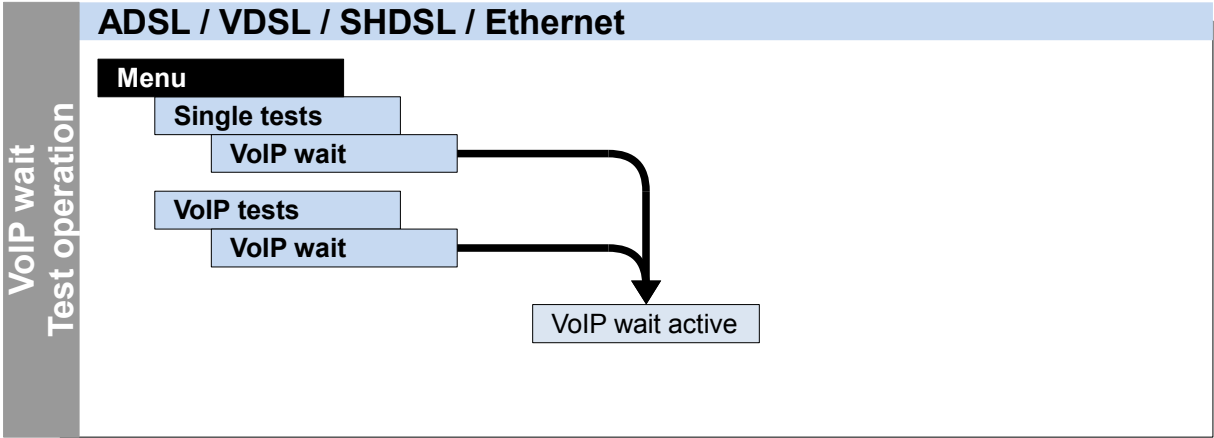 ADSL / VDSL / SHDSL / Ethernet
VoIP wait
Test operation
Menu
Single tests
VoIP wait
VoIP tests
VoIP wait
VoIP wait active